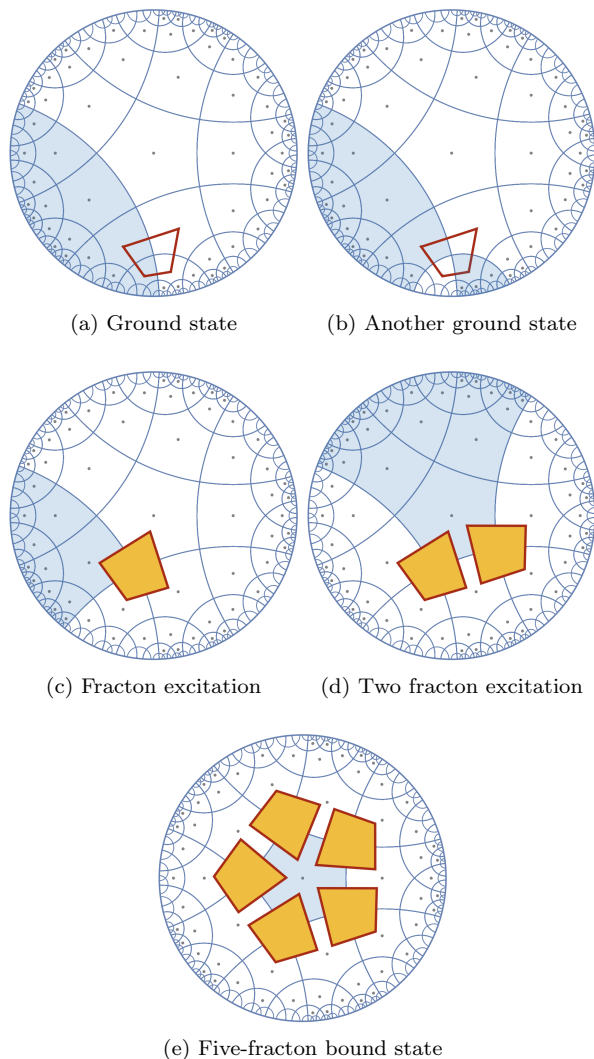 (a) Ground state
(b) Another ground state
(c) Fracton excitation
(d) Two fracton excitation
(e) Five-fracton bound state